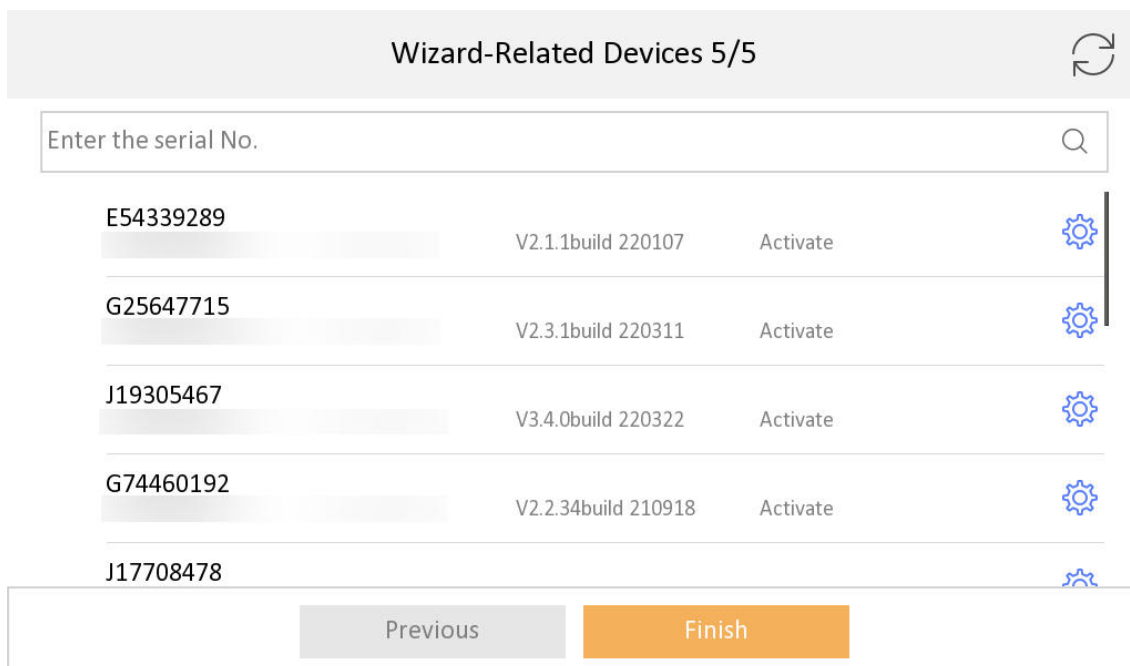 Wizard-Related Devices 5/5
Enter the serial No.
E54339289
V2.1.1build 220107 Activate
G25647715
V2.3.1build 220311 Activate
J19305467
V3.4.0build 220322 Activate
G74460192
V2.2.34build 210918 Activate
J17708478
Previous Finish